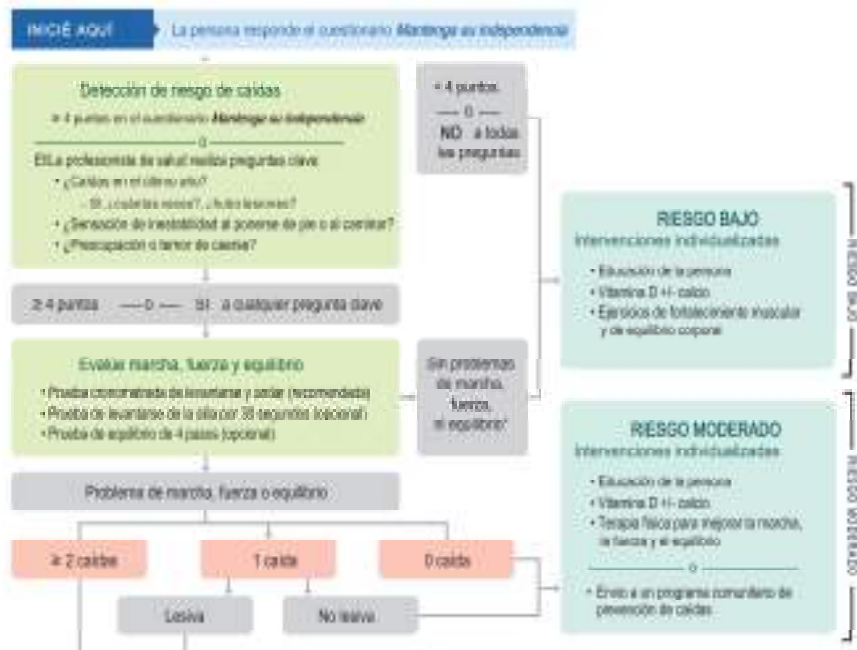 INICIÉ AQUÍ
La persona responde el cuestionario Mantenga su independencia
Detección de riesgo de caídas
≥ 4 puntos en el cuestionario Mantenga su independencia
o
El/La profesionista de salud realiza preguntas clave
• ¿Caídas en el último año?
- SI ¿cuántas veces?, ¿hubo lesiones?
• ¿Sensación de inestabilidad al ponerse de pie o al caminar?
• ¿Preocupación o temor de caerse?
< 4 puntos
o
NO a todas
las preguntas
≥ 4 puntos o SI a cualquier pregunta clave
Evalúe marcha, fuerza y equilibrio
• Prueba cronometrada de levantarse y andar (recomendada)
• Prueba de levantarse de la silla por 30 segundos (opcional)
• Prueba de equilibrio de 4 pasos (opcional)
Sin problemas
de marcha,
fuerza,
ni equilibrio*
Problema de marcha, fuerza o equilibrio
≥ 2 caídas
1 caída
0 caída
Lesiva
No lesiva
RIESGO BAJO
Intervenciones individualizadas
• Educación de la persona
• Vitamina D +/- calcio
• Ejercicios de fortalecimiento muscular
y de equilibrio corporal
RIESGO BAJO
RIESGO MODERADO
Intervenciones individualizadas
• Educación de la persona
• Vitamina D +/- calcio
• Terapia física para mejorar la marcha,
la fuerza y el equilibrio
o
• Envío a un programa comunitario de
prevención de caídas
RIESGO MODERADO